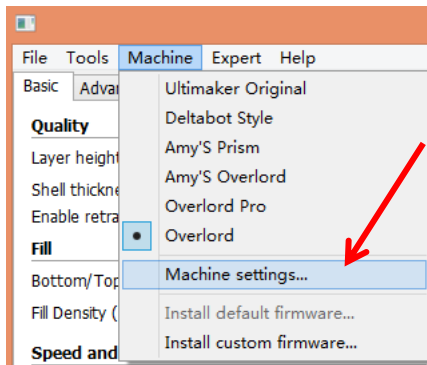 File Tools Machine Expert Help
Basic Advan
Ultimaker Original
Deltabot Style
Quality
Amy'S Prism
Layer height
Amy'S Overlord
Shell thickne
Overlord Pro
Enable retra
Overlord
Fill
Machine settings...
Bottom/Top
Install default firmware...
Fill Density (
Install custom firmware...
Speed and